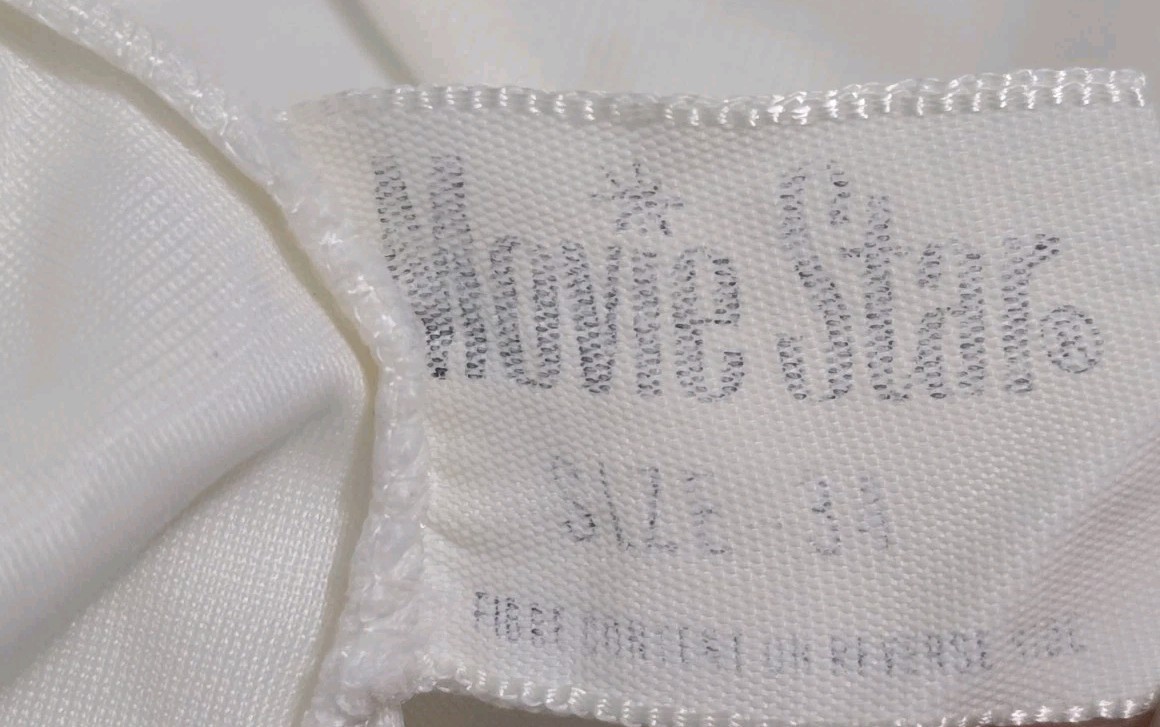 Movie Star®
SIZE 34
FIBER CONTENT ON REVERSE SIDE